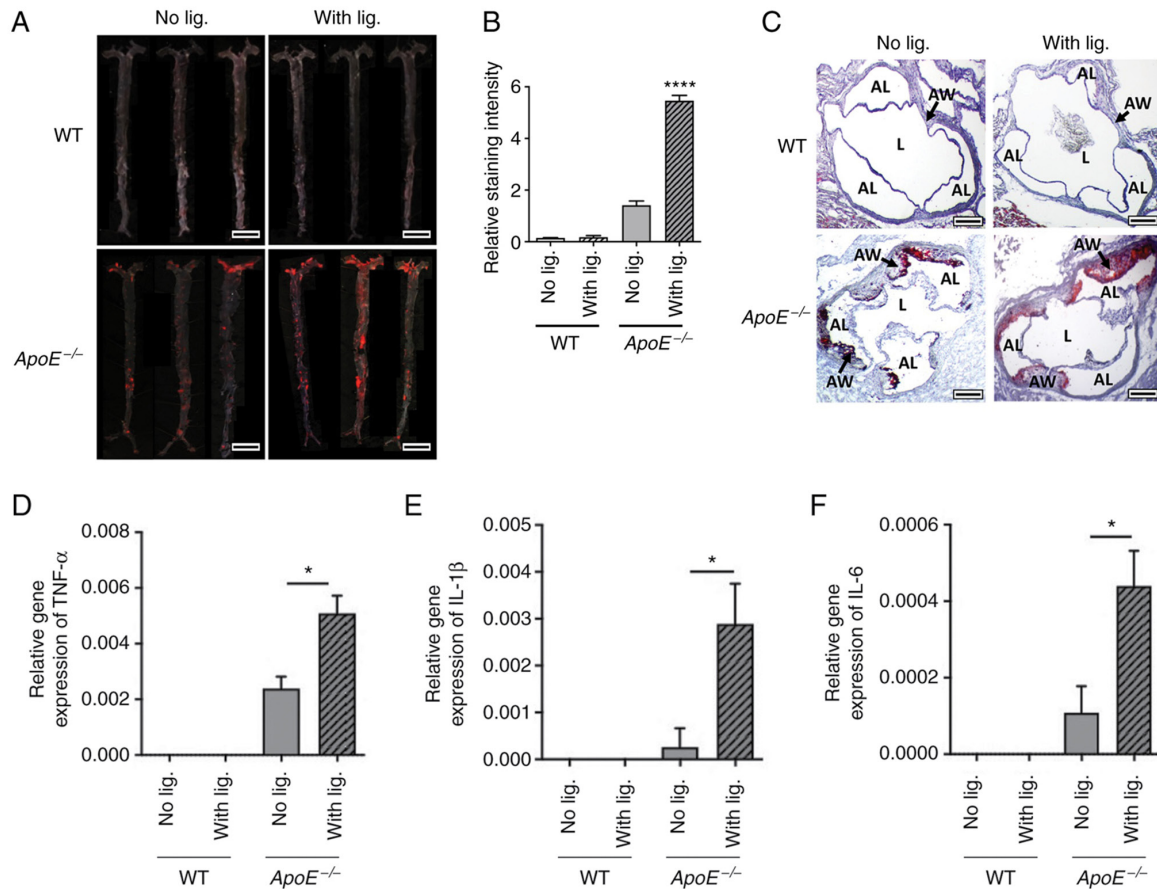 A
No lig. With lig.
WT
ApoE−/−
B
Relative staining intensity
6
4
2
0
****
No lig. With lig. No lig. With lig.
WT ApoE−/−
C
No lig. With lig.
WT
AL AW L AL AL
AL AW AL L AL
ApoE−/−
AW AL L AL AL AW
AW AL L AL AW AL
D
Relative gene
expression of TNF-α
0.008
0.006
0.004
0.002
0.000
*
No lig. With lig. No lig. With lig.
WT ApoE−/−
E
Relative gene
expression of IL-1β
0.005
0.004
0.003
0.002
0.001
0.000
*
No lig. With lig. No lig. With lig.
WT ApoE−/−
F
Relative gene
expression of IL-6
0.0006
0.0004
0.0002
0.0000
*
No lig. With lig. No lig. With lig.
WT ApoE−/−